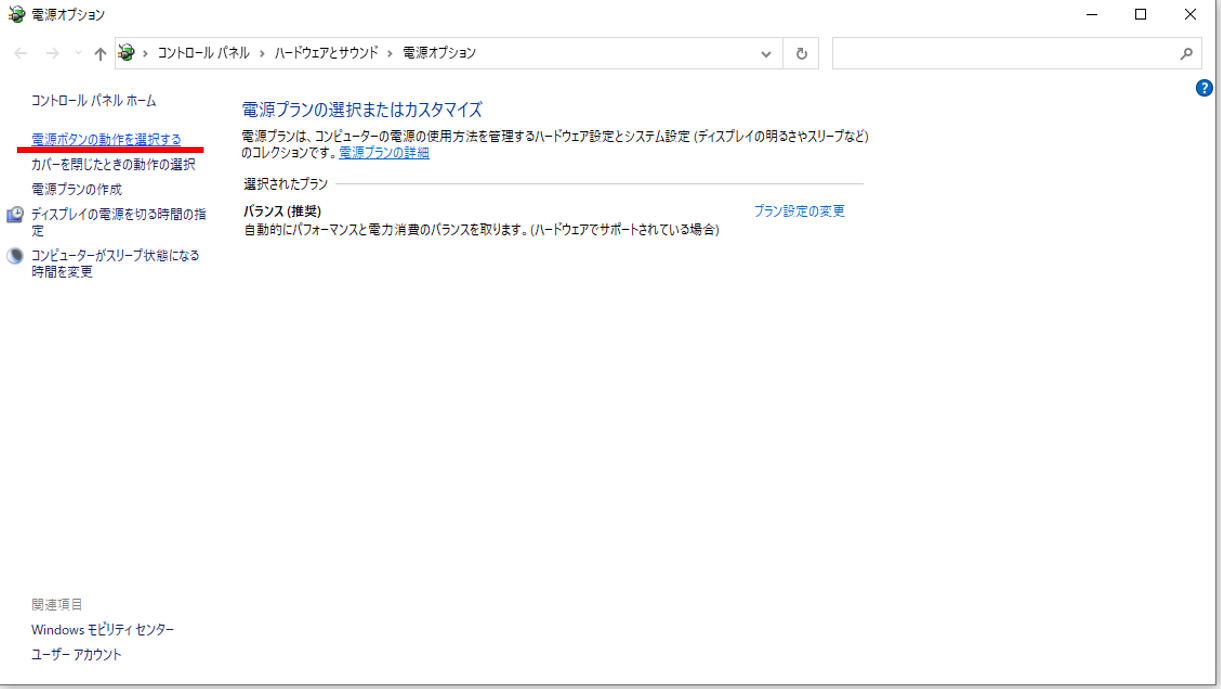 電源オプション
コントロール パネル › ハードウェアとサウンド › 電源オプション
コントロール パネル ホーム
電源ボタンの動作を選択する
カバーを閉じたときの動作の選択
電源プランの作成
ディスプレイの電源を切る時間の指
定
コンピューターがスリープ状態になる
時間を変更
電源プランの選択またはカスタマイズ
電源プランは、コンピューターの電源の使用方法を管理するハードウェア設定とシステム設定 (ディスプレイの明るさやスリープなど)
のコレクションです。電源プランの詳細
選択されたプラン
バランス (推奨) プラン設定の変更
自動的にパフォーマンスと電力消費のバランスを取ります。(ハードウェアでサポートされている場合)
関連項目
Windows モビリティ センター
ユーザー アカウント